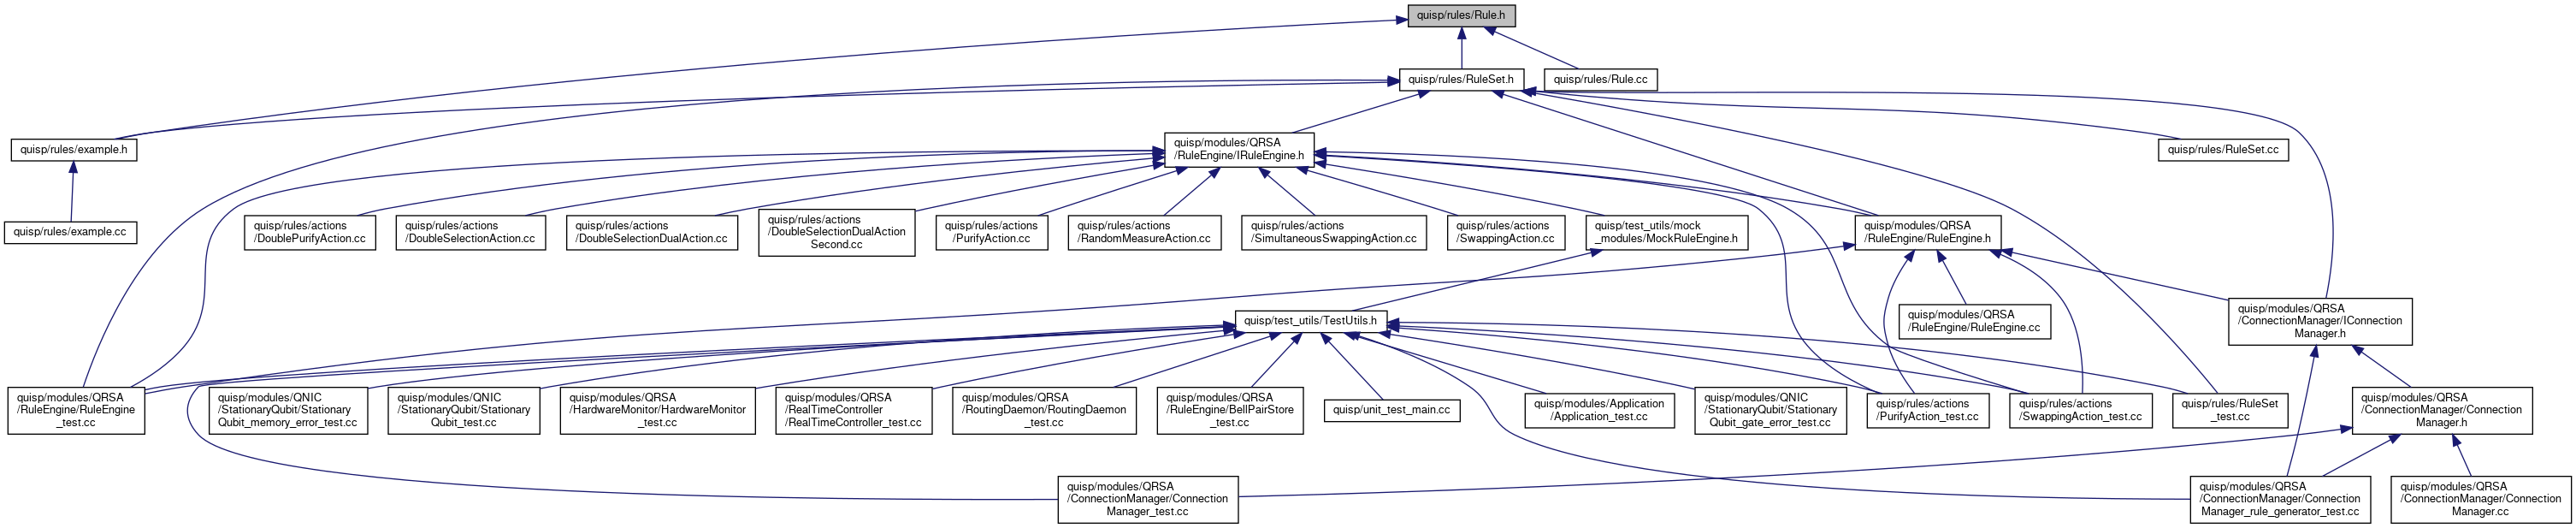 quisp/rules/Rule.h
quisp/rules/RuleSet.h
quisp/rules/Rule.cc
quisp/rules/example.h
quisp/modules/QRSA
/RuleEngine/IRuleEngine.h
quisp/rules/RuleSet.cc
quisp/rules/example.cc
quisp/rules/actions
/DoublePurifyAction.cc
quisp/rules/actions
/DoubleSelectionAction.cc
quisp/rules/actions
/DoubleSelectionDualAction.cc
quisp/rules/actions
/DoubleSelectionDualAction
Second.cc
quisp/rules/actions
/PurifyAction.cc
quisp/rules/actions
/RandomMeasureAction.cc
quisp/rules/actions
/SimultaneousSwappingAction.cc
quisp/rules/actions
/SwappingAction.cc
quisp/test_utils/mock
_modules/MockRuleEngine.h
quisp/modules/QRSA
/RuleEngine/RuleEngine.h
quisp/test_utils/TestUtils.h
quisp/modules/QRSA
/RuleEngine/RuleEngine.cc
quisp/modules/QRSA
/ConnectionManager/IConnection
Manager.h
quisp/modules/QRSA
/RuleEngine/RuleEngine
_test.cc
quisp/modules/QNIC
/StationaryQubit/Stationary
Qubit_memory_error_test.cc
quisp/modules/QNIC
/StationaryQubit/Stationary
Qubit_test.cc
quisp/modules/QRSA
/HardwareMonitor/HardwareMonitor
_test.cc
quisp/modules/QRSA
/RealTimeController
/RealTimeController_test.cc
quisp/modules/QRSA
/RoutingDaemon/RoutingDaemon
_test.cc
quisp/modules/QRSA
/RuleEngine/BellPairStore
_test.cc
quisp/unit_test_main.cc
quisp/modules/Application
/Application_test.cc
quisp/modules/QNIC
/StationaryQubit/Stationary
Qubit_gate_error_test.cc
quisp/rules/actions
/PurifyAction_test.cc
quisp/rules/actions
/SwappingAction_test.cc
quisp/rules/RuleSet
_test.cc
quisp/modules/QRSA
/ConnectionManager/Connection
Manager.h
quisp/modules/QRSA
/ConnectionManager/Connection
Manager_test.cc
quisp/modules/QRSA
/ConnectionManager/Connection
Manager_rule_generator_test.cc
quisp/modules/QRSA
/ConnectionManager/Connection
Manager.cc